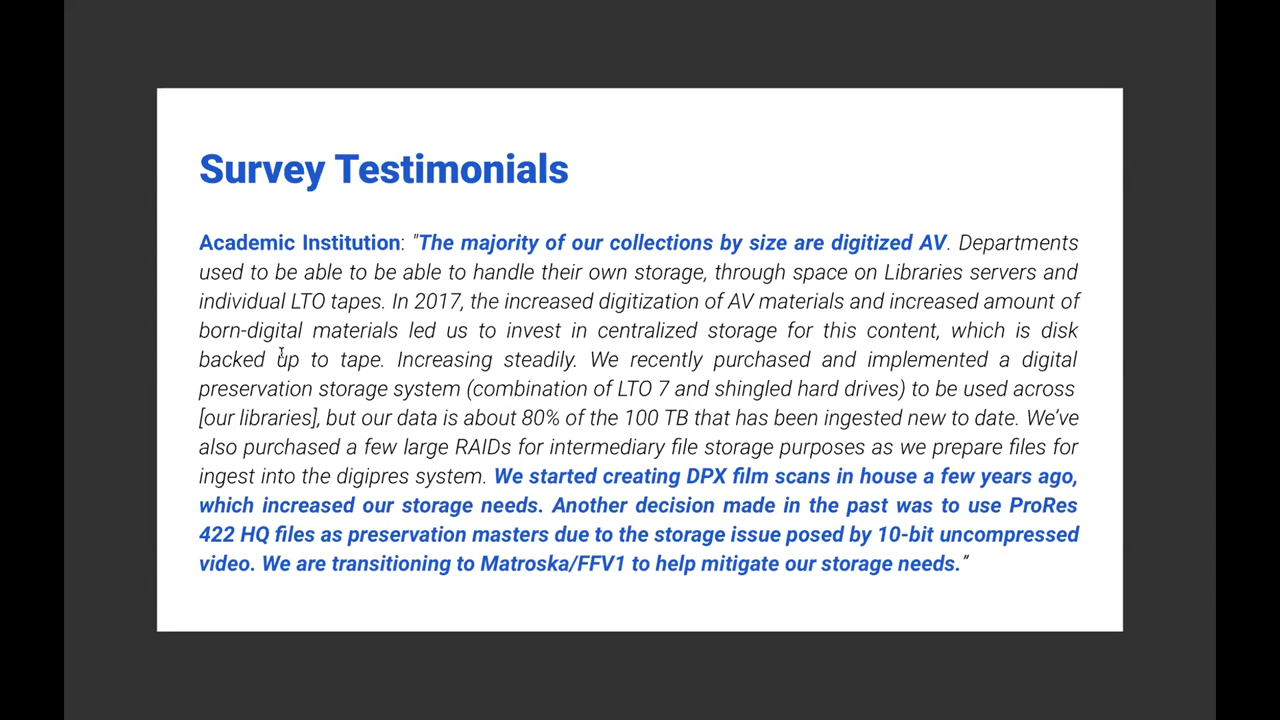 Survey Testimonials
Academic Institution: "The majority of our collections by size are digitized AV. Departments
used to be able to be able to handle their own storage, through space on Libraries servers and
individual LTO tapes. In 2017, the increased digitization of AV materials and increased amount of
born-digital materials led us to invest in centralized storage for this content, which is disk
backed up to tape. Increasing steadily. We recently purchased and implemented a digital
preservation storage system (combination of LTO 7 and shingled hard drives) to be used across
[our libraries], but our data is about 80% of the 100 TB that has been ingested new to date. We’ve
also purchased a few large RAIDs for intermediary file storage purposes as we prepare files for
ingest into the digipres system. We started creating DPX film scans in house a few years ago,
which increased our storage needs. Another decision made in the past was to use ProRes
422 HQ files as preservation masters due to the storage issue posed by 10-bit uncompressed
video. We are transitioning to Matroska/FFV1 to help mitigate our storage needs.”